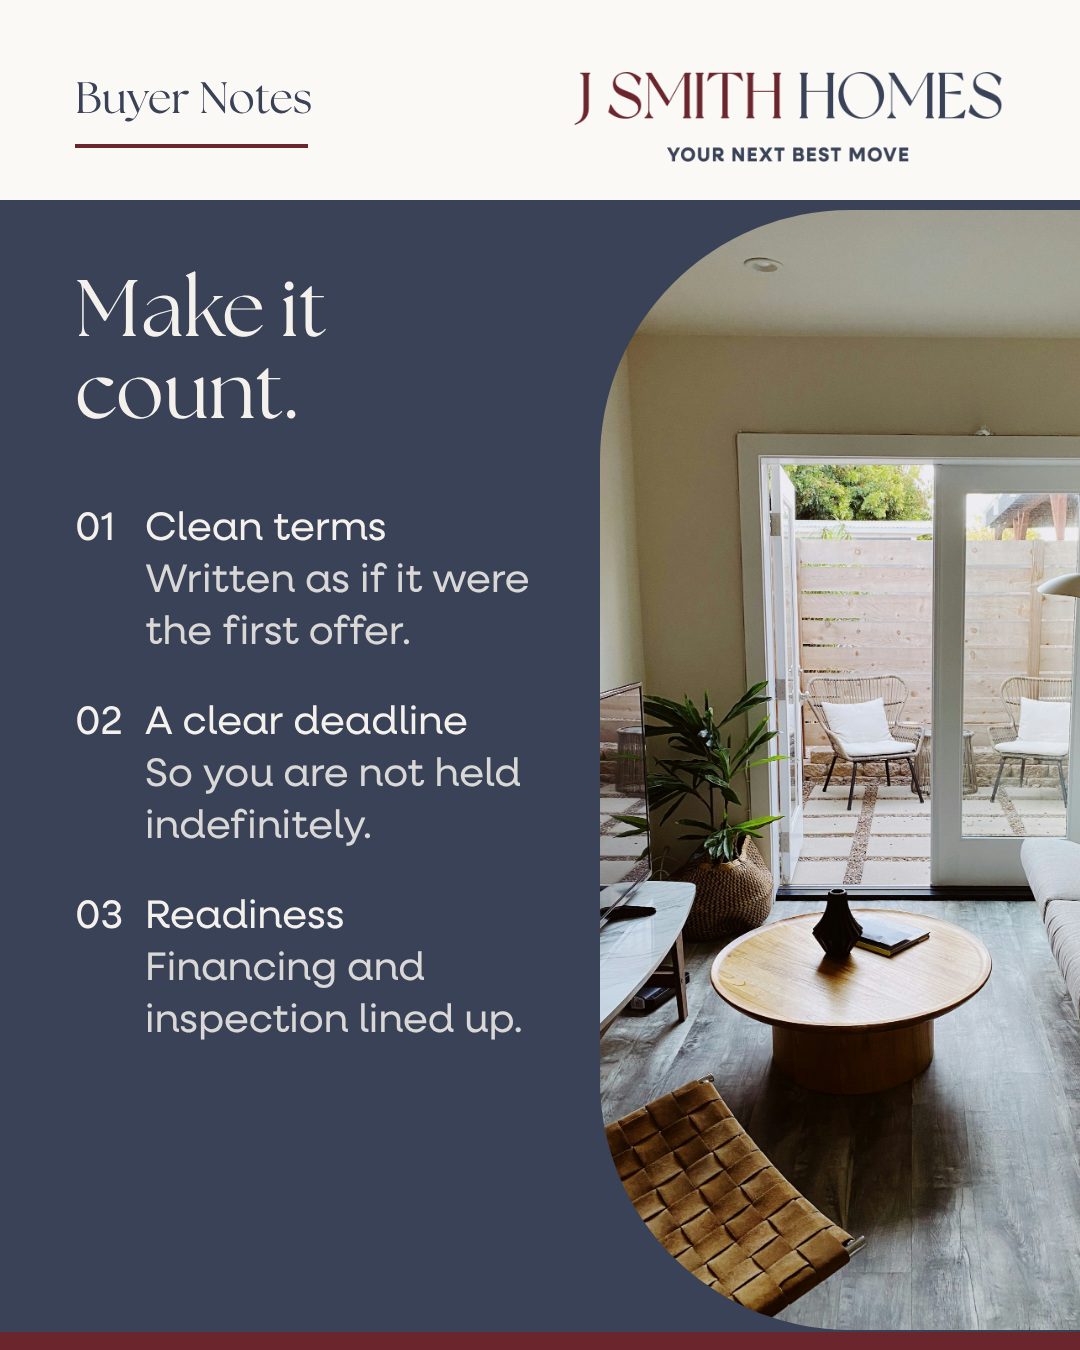 Buyer Notes
J SMITH HOMES
YOUR NEXT BEST MOVE
Make it
count.
01 Clean terms
Written as if it were
the first offer.
02 A clear deadline
So you are not held
indefinitely.
03 Readiness
Financing and
inspection lined up.